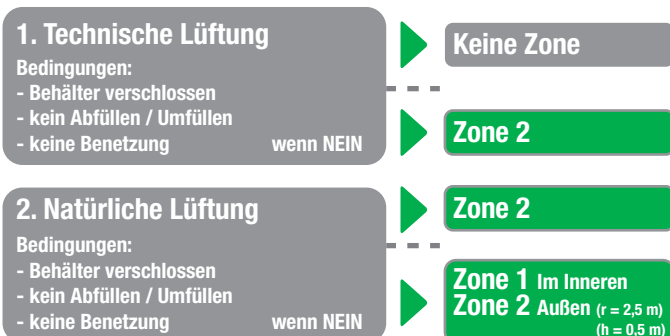 1. Technische Lüftung
Bedingungen:
- Behälter verschlossen
- kein Abfüllen / Umfüllen
- keine Benetzung wenn NEIN
Keine Zone
Zone 2
2. Natürliche Lüftung
Bedingungen:
- Behälter verschlossen
- kein Abfüllen / Umfüllen
- keine Benetzung wenn NEIN
Zone 2
Zone 1 Im Inneren
Zone 2 Außen (r = 2,5 m)
(h = 0,5 m)